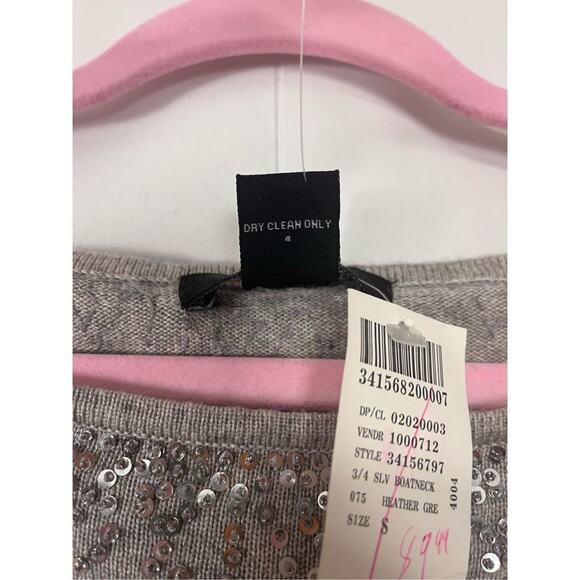 DRY CLEAN ONLY
4
341568200007
DP/CL 02020003
VENDR 1000712
STYLE 34156797
3/4 SLV BOATNECK
075 HEATHER GRE
SIZE S
4004